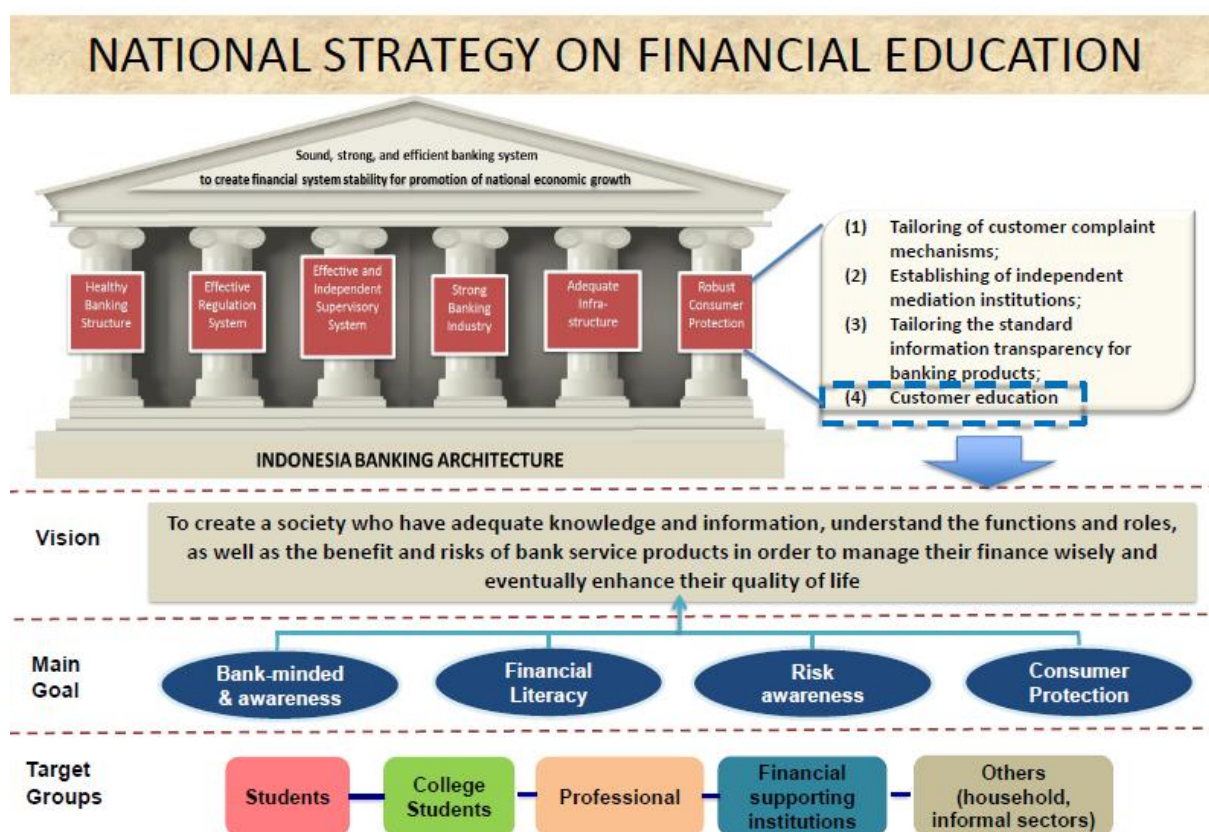 NATIONAL STRATEGY ON FINANCIAL EDUCATION
Sound, strong, and efficient banking system
to create financial system stability for promotion of national economic growth
Healthy
Banking
Structure
Effective
Regulation
System
Effective and
Independent
Supervisory
System
Strong
Banking
Industry
Adequate
Infra-
structure
Robust
Consumer
Protection
(1) Tailoring of customer complaint
mechanisms;
(2) Establishing of independent
mediation institutions;
(3) Tailoring the standard
information transparency for
banking products;
(4) Customer education
INDONESIA BANKING ARCHITECTURE
Vision
To create a society who have adequate knowledge and information, understand the functions and roles,
as well as the benefit and risks of bank service products in order to manage their finance wisely and
eventually enhance their quality of life
Main
Goal
Bank-minded
& awareness
Financial
Literacy
Risk
awareness
Consumer
Protection
Target
Groups
Students
College
Students
Professional
Financial
supporting
institutions
Others
(household,
informal sectors)